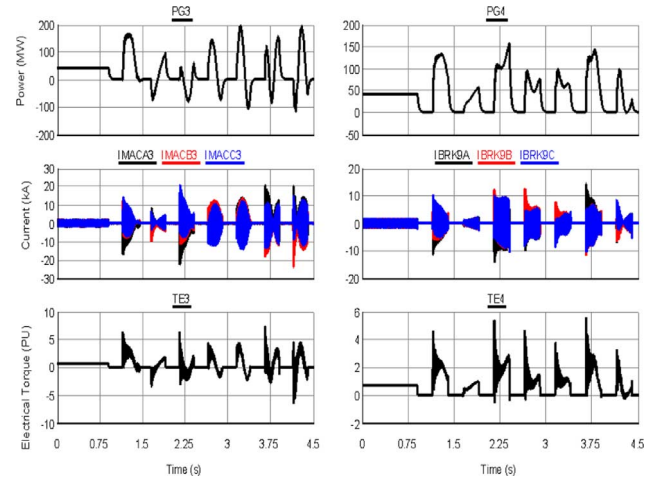 PG3
PG4
Power (MW)
200
100
0
-100
-200
200
150
100
50
0
50
IMACA3 IMACB3 IMACC3
IBRK9A IBRK9B IBRK9C
Current (kA)
30
20
10
0
10
20
30
20
10
0
-10
-20
TE3
TE4
Electrical Torque (PU)
10
5
0
-5
-10
6
4
2
0
-2
0 0.75 1.5 2.25 3 3.75 4.5
0 0.75 1.5 2.25 3 3.75 4.5
Time (s)
Time (s)